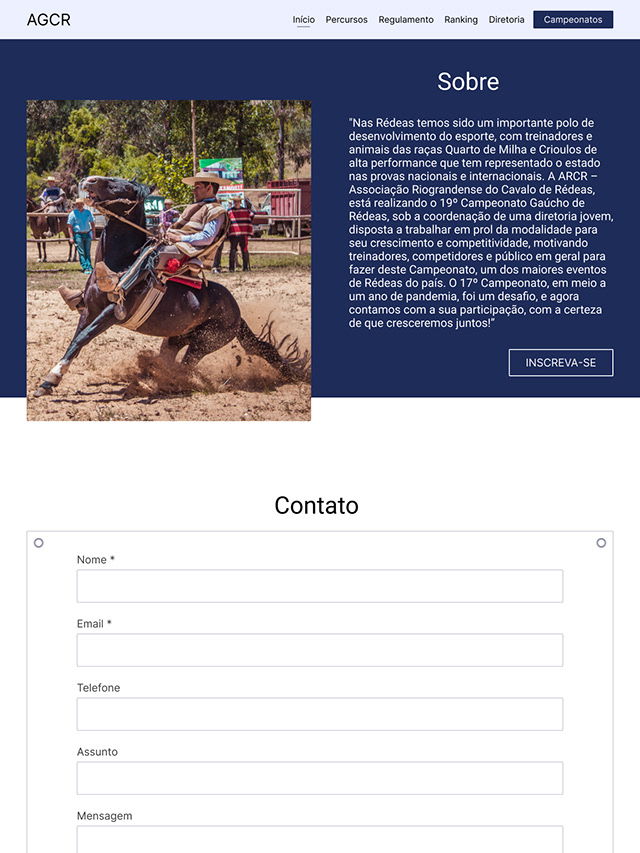 AGCR
Início Percursos Regulamento Ranking Diretoria Campeonatos
Sobre
"Nas Rédeas temos sido um importante polo de
desenvolvimento do esporte, com treinadores e
animais das raças Quarto de Milha e Crioulos de
alta performance que tem representado o estado
nas provas nacionais e internacionais. A ARCR –
Associação Riograndense do Cavalo de Rédeas,
está realizando o 19º Campeonato Gaúcho de
Rédeas, sob a coordenação de uma diretoria jovem,
disposta a trabalhar em prol da modalidade para
seu crescimento e competitividade, motivando
treinadores, competidores e público em geral para
fazer deste Campeonato, um dos maiores eventos
de Rédeas do país. O 17º Campeonato, em meio a
um ano de pandemia, foi um desafio, e agora
contamos com a sua participação, com a certeza
de que cresceremos juntos!"
INSCREVA-SE
Contato
Nome *
Email *
Telefone
Assunto
Mensagem